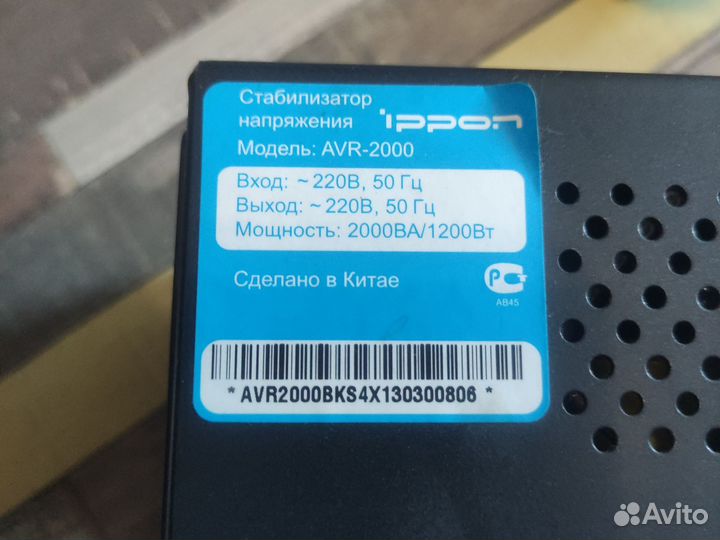 Стабилизатор
напряжения ippon
Модель: AVR-2000
Вход: ~220В, 50 Гц
Выход: ~220В, 50 Гц
Мощность: 2000ВА/1200Вт
Сделано в Китае
АВ45
* AVR2000BKS4X130300806 *
Avito